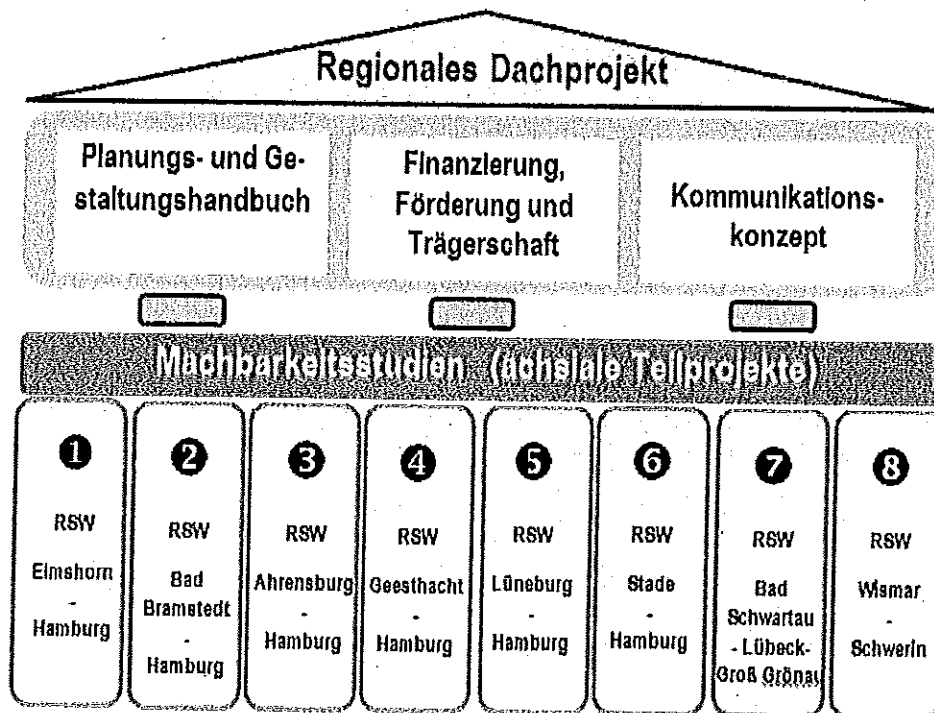 Regionales Dachprojekt
Planungs- und Ge-
staltungshandbuch
Finanzierung,
Förderung und
Trägerschaft
Kommunikations-
konzept
Machbarkeitsstudien (achsiale Teilprojekte)
1
RSW
Elmshorn
-
Hamburg
2
RSW
Bad
Bramstedt
-
Hamburg
3
RSW
Ahrensburg
-
Hamburg
4
RSW
Geesthacht
-
Hamburg
5
RSW
Lüneburg
-
Hamburg
6
RSW
Stade
-
Hamburg
7
RSW
Bad
Schwartau
- Lübeck-
Groß Grönau
8
RSW
Wismar
-
Schwerin